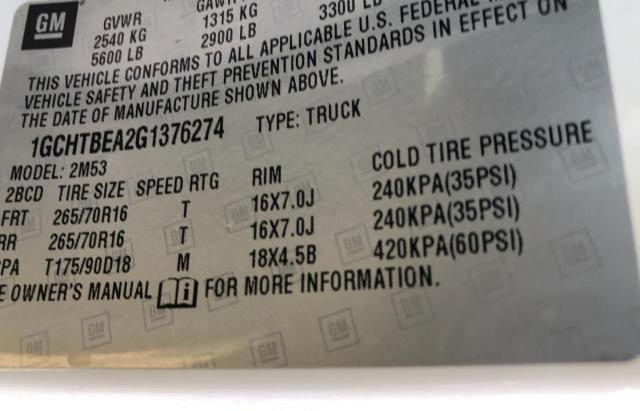 GM GVWR
2540 KG 1315 KG
5600 LB 2900 LB 3300 LB
THIS VEHICLE CONFORMS TO ALL APPLICABLE U.S. FEDERAL
VEHICLE SAFETY AND THEFT PREVENTION STANDARDS IN EFFECT ON
THE DATE OF MANUFACTURE SHOWN ABOVE.
1GCHTBEA2G1376274 TYPE: TRUCK
MODEL: 2M53
2BCD TIRE SIZE SPEED RTG RIM COLD TIRE PRESSURE
FRT 265/70R16 T 16X7.0J 240KPA(35PSI)
RR 265/70R16 T 16X7.0J 240KPA(35PSI)
PA T175/90D18 M 18X4.5B 420KPA(60PSI)
E OWNER'S MANUAL FOR MORE INFORMATION.